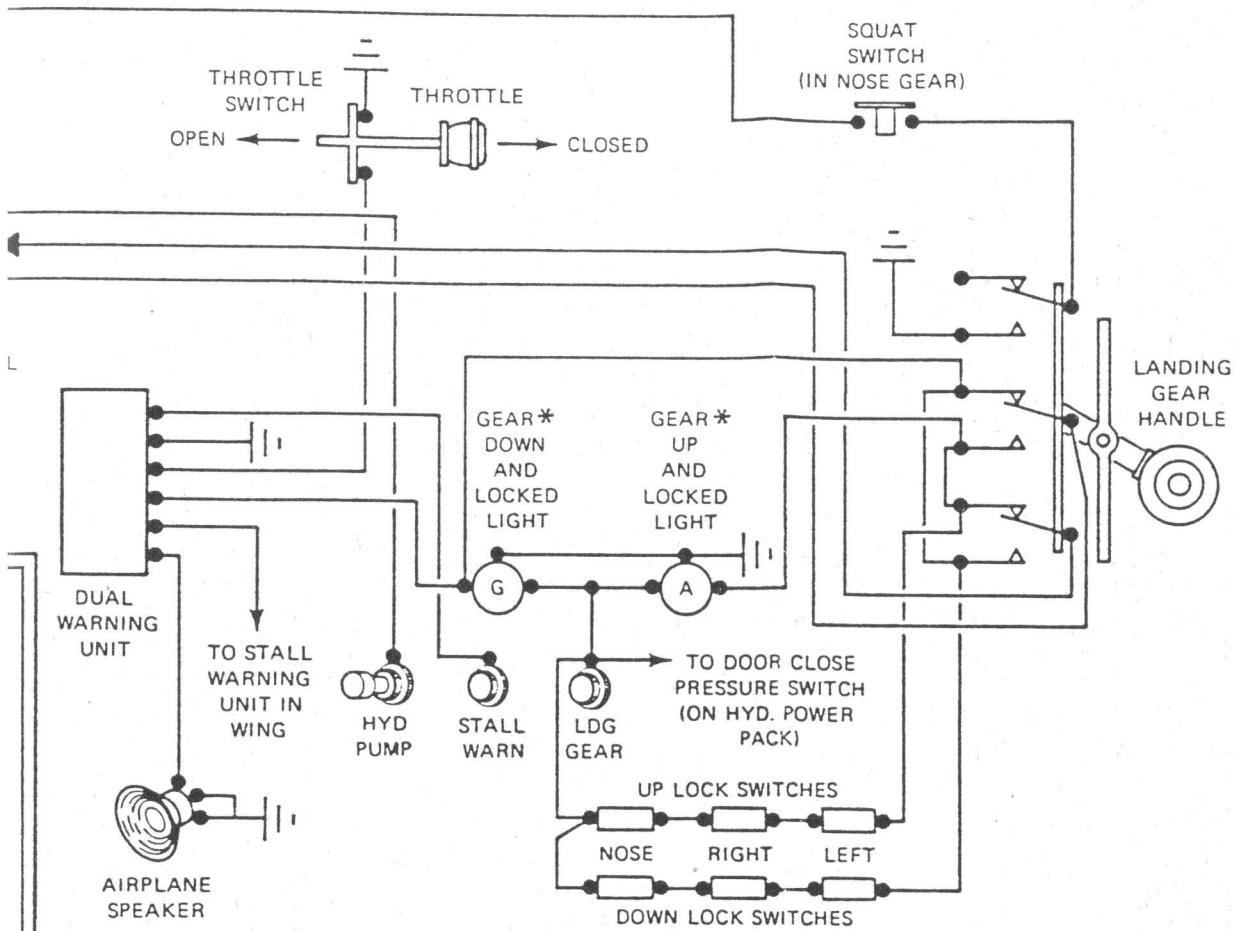 SQUAT
SWITCH
(IN NOSE GEAR)
THROTTLE
SWITCH
THROTTLE
OPEN
CLOSED
L
LANDING
GEAR
HANDLE
GEAR *
DOWN
AND
LOCKED
LIGHT
GEAR *
UP
AND
LOCKED
LIGHT
G
A
DUAL
WARNING
UNIT
TO STALL
WARNING
UNIT IN
WING
HYD
PUMP
STALL
WARN
LDG
GEAR
TO DOOR CLOSE
PRESSURE SWITCH
(ON HYD. POWER
PACK)
UP LOCK SWITCHES
NOSE RIGHT LEFT
DOWN LOCK SWITCHES
AIRPLANE
SPEAKER